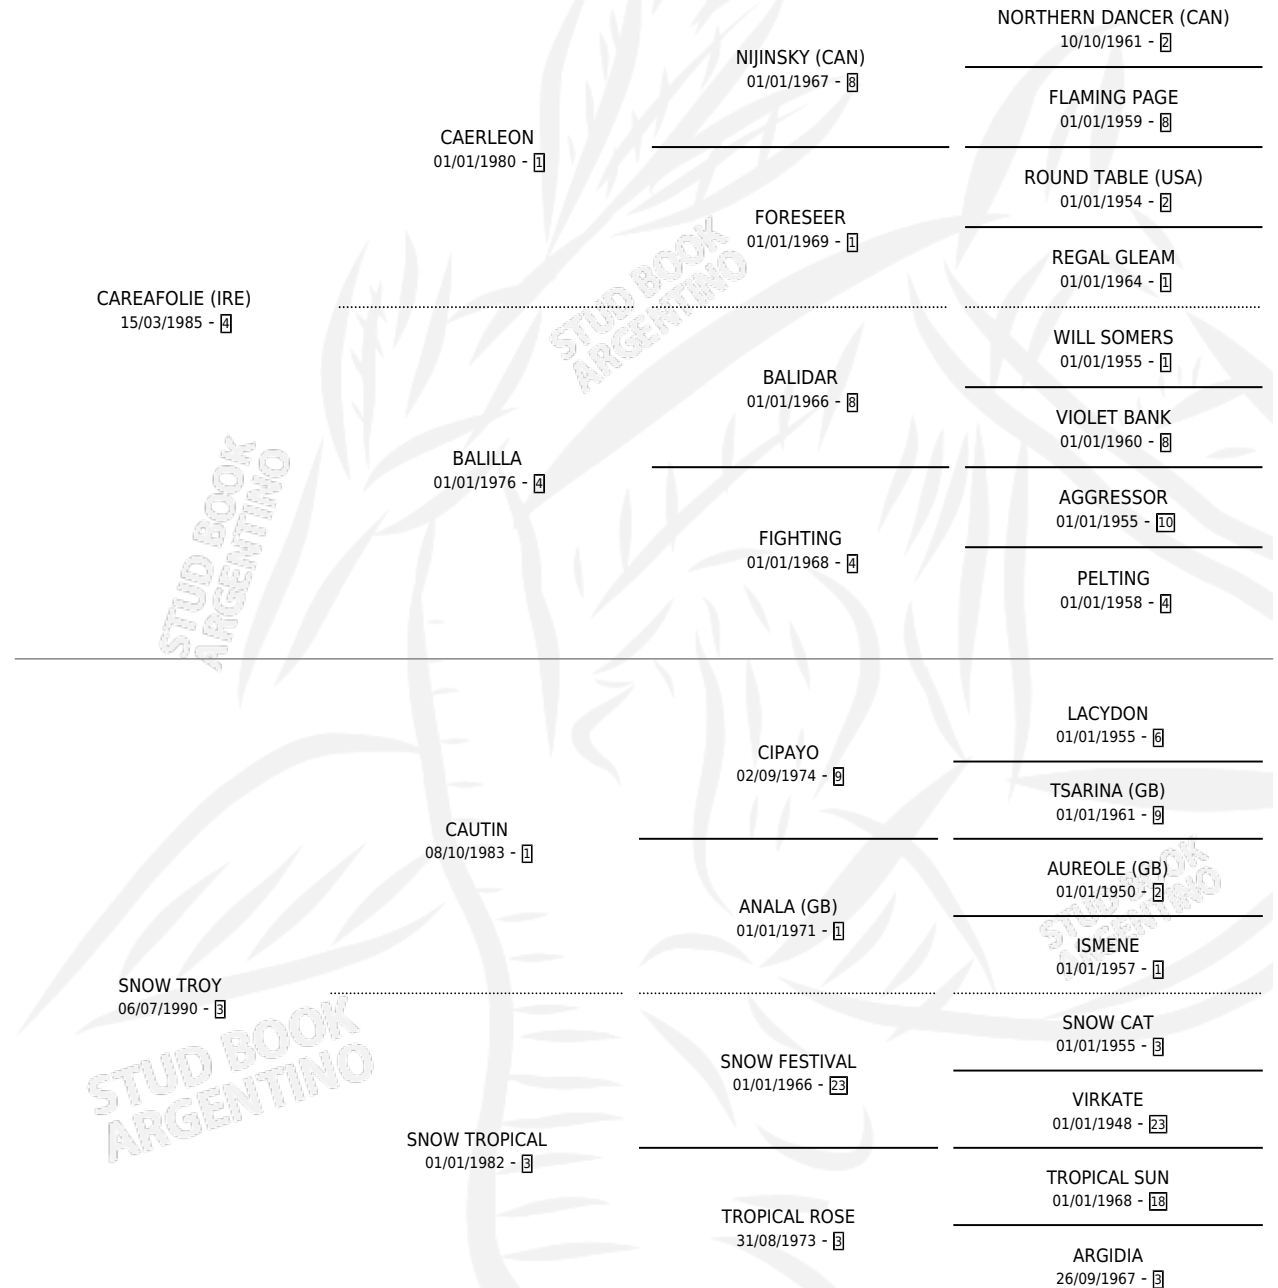 NORTHERN DANCER (CAN)
10/10/1961 - 2
NIJINSKY (CAN)
01/01/1967 - 8
FLAMING PAGE
01/01/1959 - 8
CAERLEON
01/01/1980 - 1
ROUND TABLE (USA)
01/01/1954 - 2
FORESEER
01/01/1969 - 1
REGAL GLEAM
01/01/1964 - 1
CAREAFOLIE (IRE)
15/03/1985 - 4
STUD BOOK
ARGENTINO
WILL SOMERS
01/01/1955 - 1
BALIDAR
01/01/1966 - 8
VIOLET BANK
01/01/1960 - 8
BALILLA
01/01/1976 - 4
AGGRESSOR
01/01/1955 - 10
FIGHTING
01/01/1968 - 4
PELTING
01/01/1958 - 4
STUD BOOK
ARGENTINO
LACYDON
01/01/1955 - 6
CIPAYO
02/09/1974 - 9
TSARINA (GB)
01/01/1961 - 9
CAUTIN
08/10/1983 - 1
AUREOLE (GB)
01/01/1950 - 2
ANALA (GB)
01/01/1971 - 1
STUD BOOK
ARGENTINO
ISMENE
01/01/1957 - 1
SNOW TROY
06/07/1990 - 3
SNOW CAT
01/01/1955 - 3
SNOW FESTIVAL
01/01/1966 - 23
STUD BOOK
ARGENTINO
VIRKATE
01/01/1948 - 23
SNOW TROPICAL
01/01/1982 - 3
TROPICAL SUN
01/01/1968 - 18
TROPICAL ROSE
31/08/1973 - 3
ARGIDIA
26/09/1967 - 3